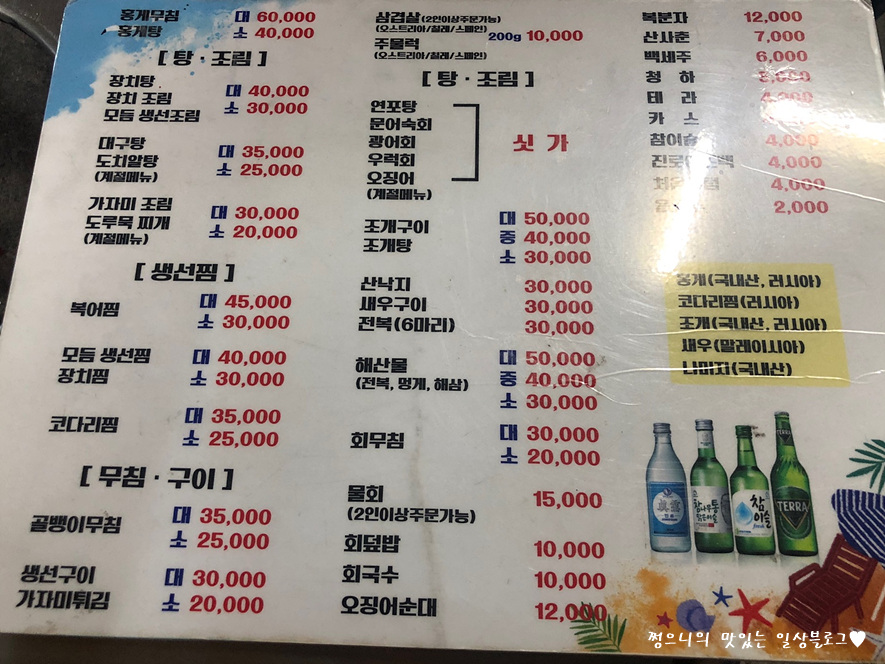 홍게무침 대 60,000
홍게탕 소 40,000
[ 탕 · 조림 ]
장치탕
장치 조림 대 40,000
모듬 생선조림 소 30,000
대구탕 대 35,000
도치알탕 소 25,000
(계절메뉴)
가자미 조림 대 30,000
도루묵 찌개 소 20,000
(계절메뉴)
[ 생선찜 ]
복어찜 대 45,000
소 30,000
모듬 생선찜 대 40,000
장치찜 소 30,000
코다리찜 대 35,000
소 25,000
[ 무침 · 구이 ]
골뱅이무침 대 35,000
소 25,000
생선구이 대 30,000
가자미튀김 소 20,000
삼겹살 (2인이상주문가능)
(오스트리아/칠레/스페인)
주물럭 200g 10,000
(오스트리아/칠레/스페인)
[ 탕 · 조림 ]
연포탕
문어숙회
광어회 싯 가
우럭회
오징어
(계절메뉴)
조개구이 대 50,000
조개탕 중 40,000
소 30,000
산낙지 30,000
새우구이 30,000
전복(6마리) 30,000
해산물 대 50,000
(전복, 멍게, 해삼) 중 40,000
소 30,000
회무침 대 30,000
소 20,000
물회 15,000
(2인이상주문가능)
회덮밥 10,000
회국수 10,000
오징어순대 12,000
복분자 12,000
산사춘 7,000
백세주 6,000
청 하
테 라
카 스
참이슬 4,000
진로 4,000
4,000
2,000
홍게(국내산, 러시아)
코다리찜(러시아)
조개(국내산, 러시아)
새우(말레이시아)
(국내산)
참이슬
fresh
TERRA
TERRA
쩡으니의 맛있는 일상블로그♥